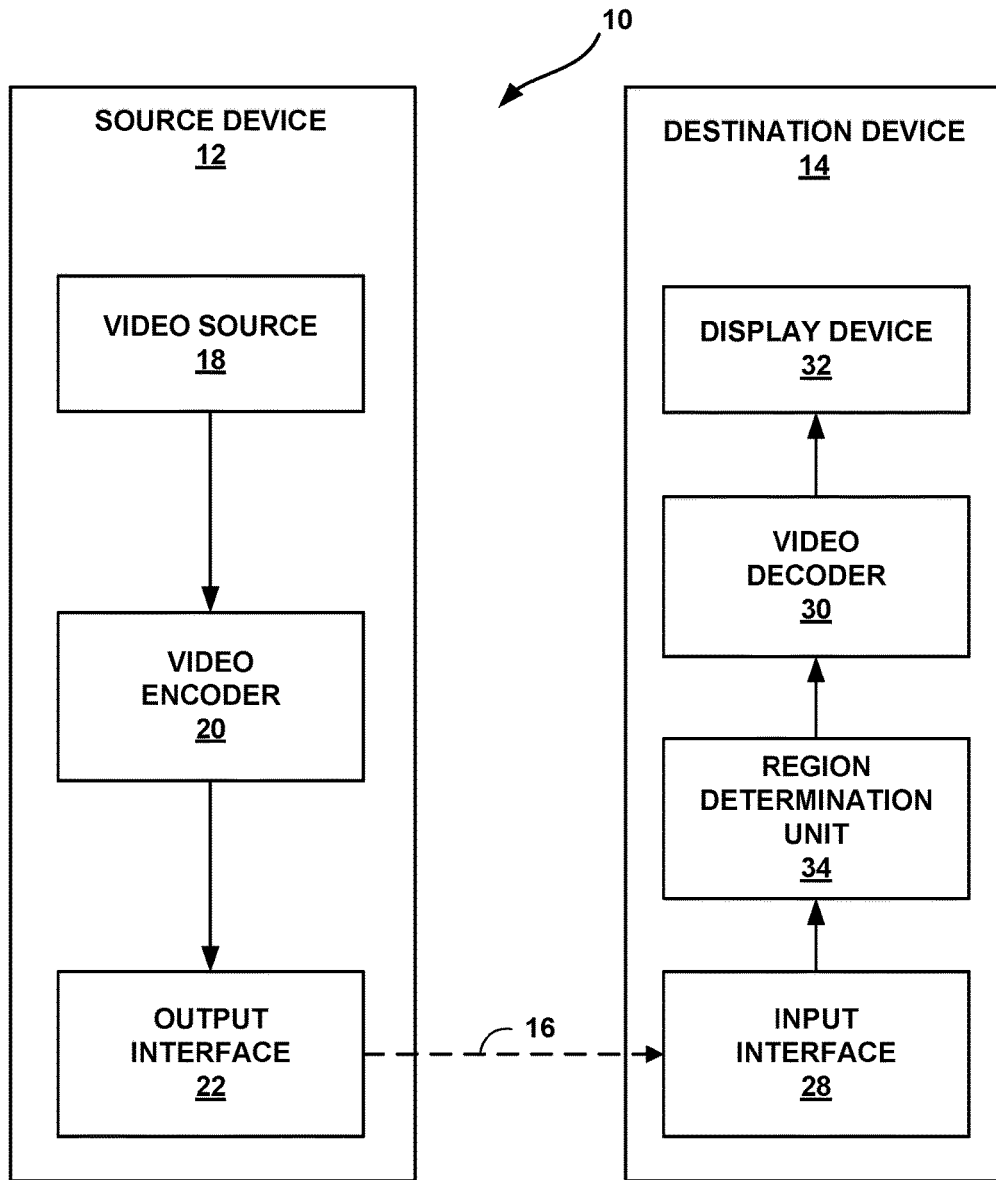 10
SOURCE DEVICE
12
VIDEO SOURCE
18
VIDEO
ENCODER
20
OUTPUT
INTERFACE
22
16
DESTINATION DEVICE
14
DISPLAY DEVICE
32
VIDEO
DECODER
30
REGION
DETERMINATION
UNIT
34
INPUT
INTERFACE
28